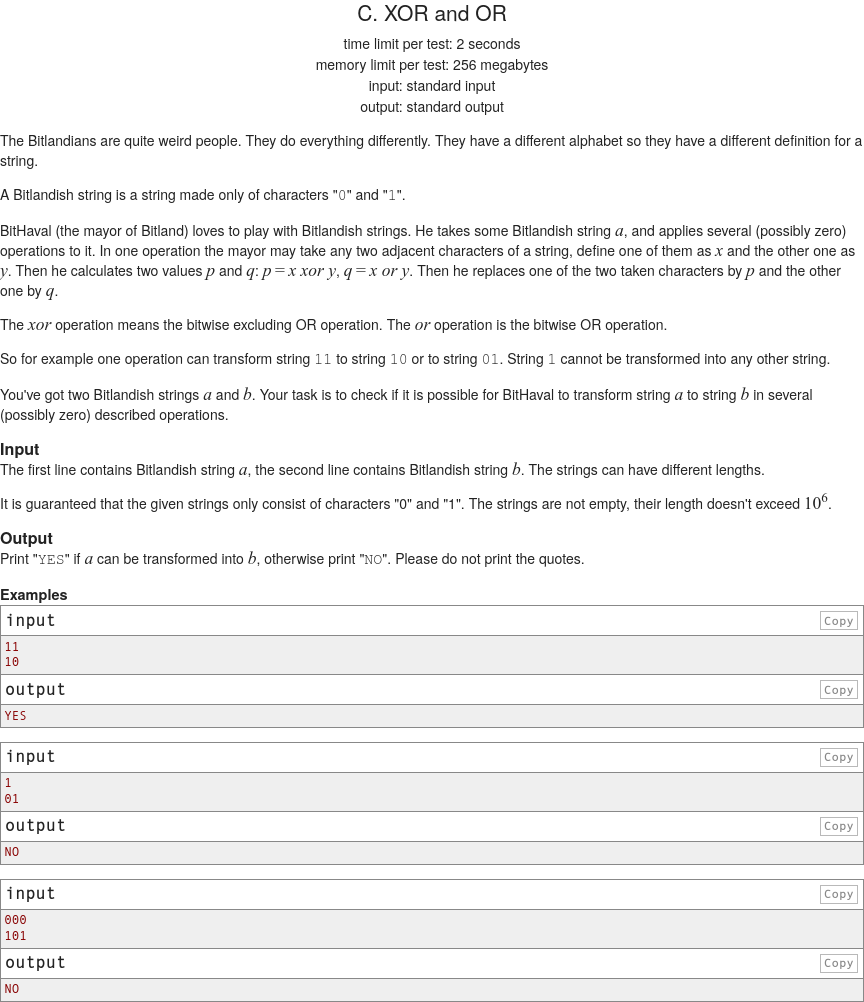 C. XOR and OR
time limit per test: 2 seconds
memory limit per test: 256 megabytes
input: standard input
output: standard output
The Bitlandians are quite weird people. They do everything differently. They have a different alphabet so they have a different definition for a
string.
A Bitlandish string is a string made only of characters "0" and "1".
BitHaval (the mayor of Bitland) loves to play with Bitlandish strings. He takes some Bitlandish string a, and applies several (possibly zero)
operations to it. In one operation the mayor may take any two adjacent characters of a string, define one of them as x and the other one as
y. Then he calculates two values p and q: p = x xor y, q = x or y. Then he replaces one of the two taken characters by p and the other
one by q.
The xor operation means the bitwise excluding OR operation. The or operation is the bitwise OR operation.
So for example one operation can transform string 11 to string 10 or to string 01. String 1 cannot be transformed into any other string.
You've got two Bitlandish strings a and b. Your task is to check if it is possible for BitHaval to transform string a to string b in several
(possibly zero) described operations.
Input
The first line contains Bitlandish string a, the second line contains Bitlandish string b. The strings can have different lengths.
It is guaranteed that the given strings only consist of characters "0" and "1". The strings are not empty, their length doesn't exceed 10^6.
Output
Print "YES" if a can be transformed into b, otherwise print "NO". Please do not print the quotes.
Examples
input Copy
11
10
output Copy
YES
input Copy
1
01
output Copy
NO
input Copy
000
101
output Copy
NO